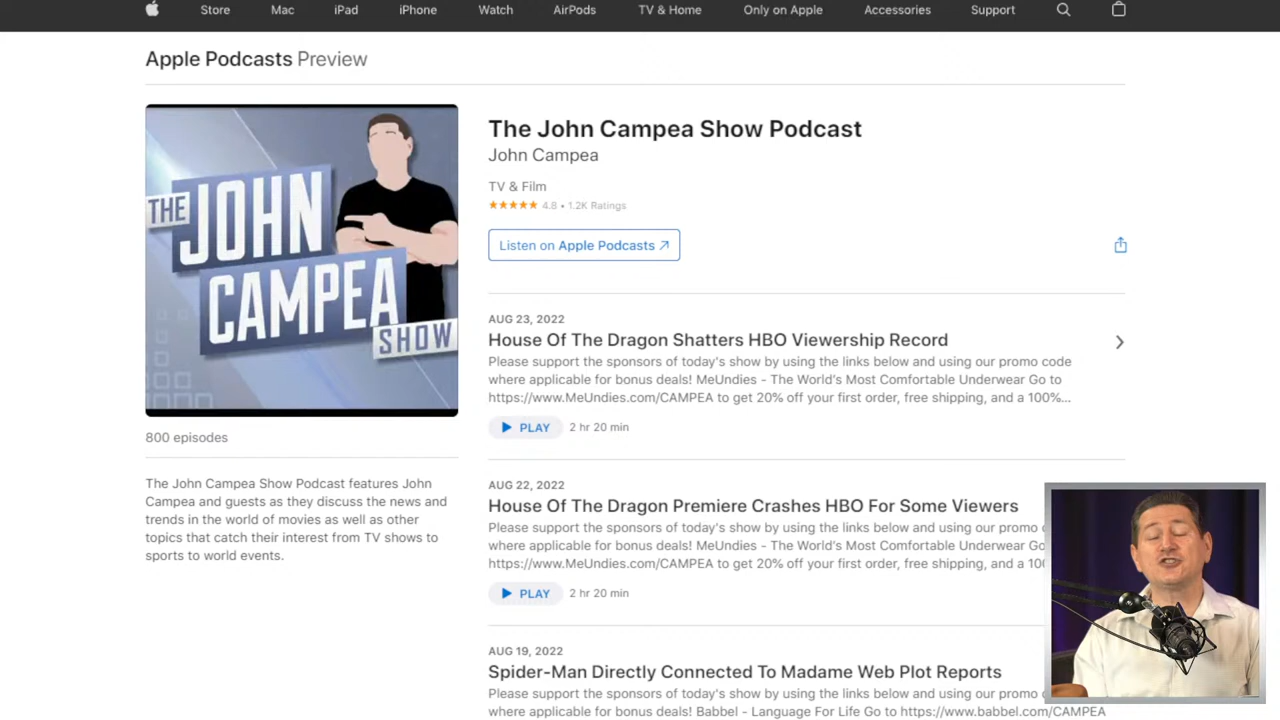 Store Mac iPad iPhone Watch AirPods TV & Home Only on Apple Accessories Support
Apple Podcasts Preview
THE
JOHN
CAMPEA
SHOW
800 episodes
The John Campea Show Podcast features John
Campea and guests as they discuss the news and
trends in the world of movies as well as other
topics that catch their interest from TV shows to
sports to world events.
The John Campea Show Podcast
John Campea
TV & Film
★★★★★ 4.8 • 1.2K Ratings
Listen on Apple Podcasts ↗
AUG 23, 2022
House Of The Dragon Shatters HBO Viewership Record
Please support the sponsors of today's show by using the links below and using our promo code
where applicable for bonus deals! MeUndies - The World's Most Comfortable Underwear Go to
https://www.MeUndies.com/CAMPEA to get 20% off your first order, free shipping, and a 100%...
PLAY 2 hr 20 min
AUG 22, 2022
House Of The Dragon Premiere Crashes HBO For Some Viewers
Please support the sponsors of today's show by using the links below and using our promo
where applicable for bonus deals! MeUndies - The World's Most Comfortable Underwear Go
https://www.MeUndies.com/CAMPEA to get 20% off your first order, free shipping, and a 10
PLAY 2 hr 20 min
AUG 19, 2022
Spider-Man Directly Connected To Madame Web Plot Reports
Please support the sponsors of today's show by using the links below and using our promo
where applicable for bonus deals! Babbel - Language For Life Go to https://www.babbel.com/CAMPEA